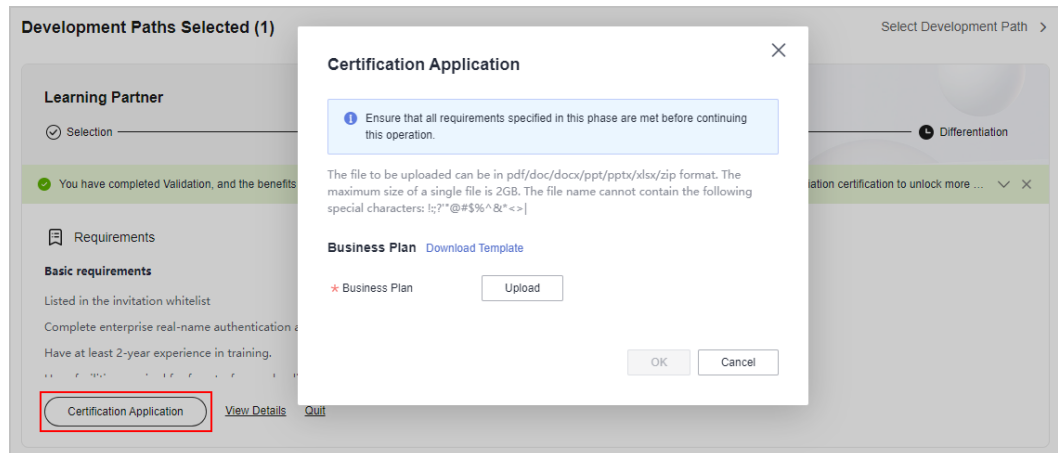 Development Paths Selected (1)
Select Development Path >
Learning Partner
Selection
Differentiation
You have completed Validation, and the benefits
iation certification to unlock more ...
Requirements
Basic requirements
Listed in the invitation whitelist
Complete enterprise real-name authentication a
Have at least 2-year experience in training.
Certification Application
View Details
Quit
Certification Application
Ensure that all requirements specified in this phase are met before continuing
this operation.
The file to be uploaded can be in pdf/doc/docx/ppt/pptx/xlsx/zip format. The
maximum size of a single file is 2GB. The file name cannot contain the following
special characters: !:;?'"@#$%^&*<>|
Business Plan Download Template
* Business Plan
Upload
OK
Cancel